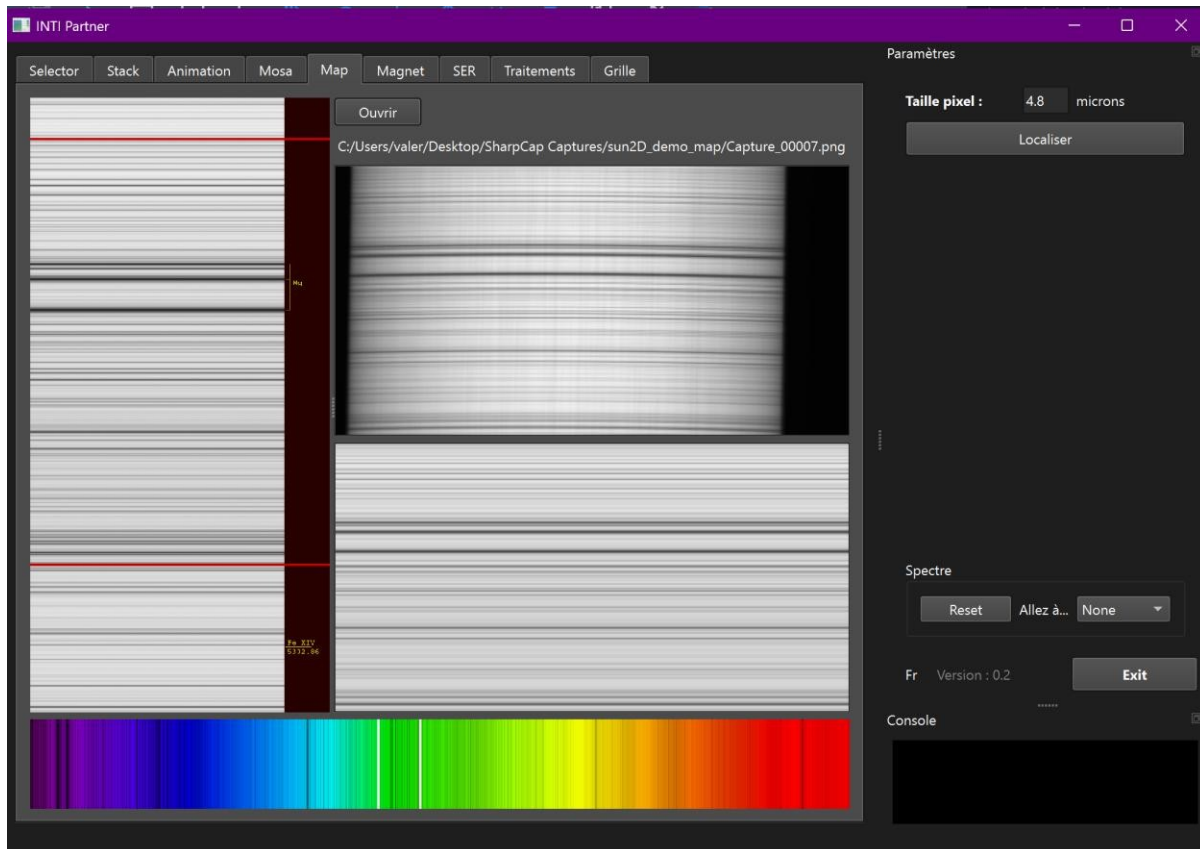 INTI Partner
Selector Stack Animation Mosa Map Magnet SER Traitements Grille
Ouvrir
C:/Users/valer/Desktop/SharpCap Captures/sun2D_demo_map/Capture_00007.png
Mg
Fe XIV
5302.86
Paramètres
Taille pixel : 4.8 microns
Localiser
Spectre
Reset Allez à... None
Fr Version : 0.2 Exit
Console